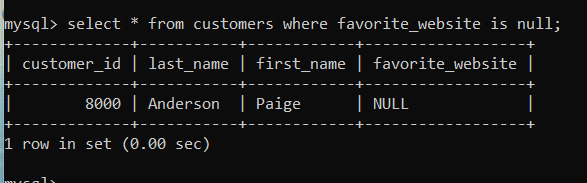 mysql> select * from customers where favorite_website is null;
+-------------+-----------+------------+------------------+
| customer_id | last_name | first_name | favorite_website |
+-------------+-----------+------------+------------------+
|        8000 | Anderson  | Paige      | NULL             |
+-------------+-----------+------------+------------------+
1 row in set (0.00 sec)
mysql>